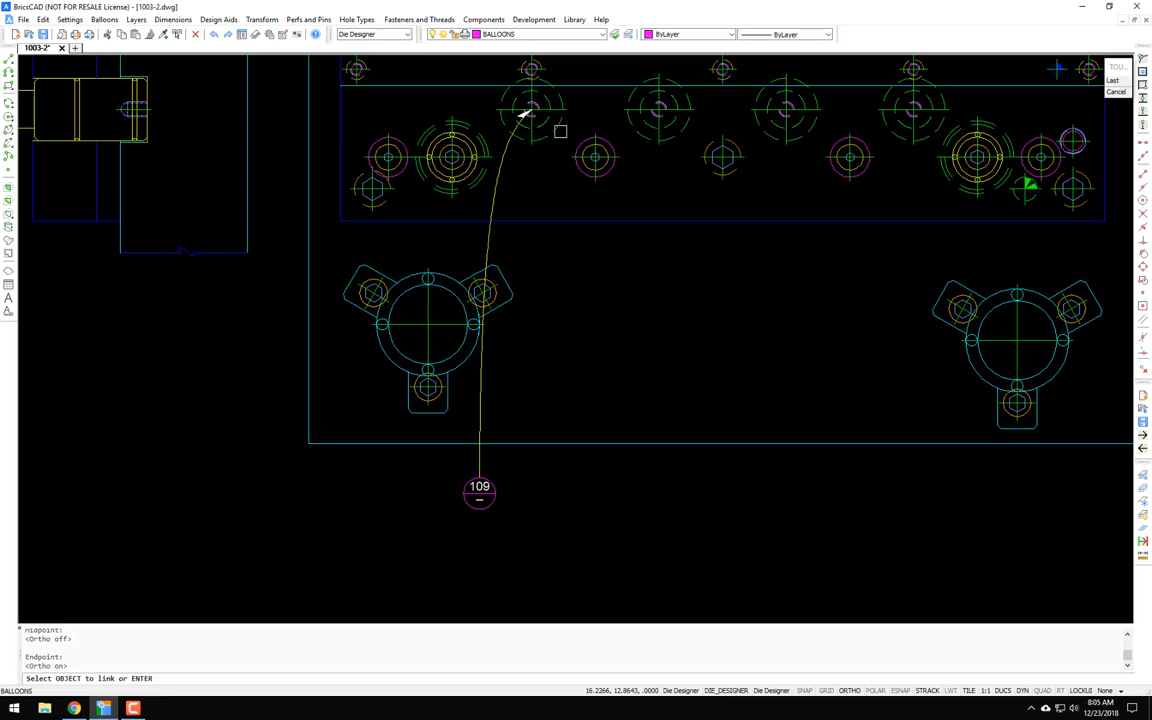 BricsCAD (NOT FOR RESALE License) - [1003-2.dwg]
File Edit Settings Balloons Layers Dimensions Design Aids Transform Perfs and Pins Hole Types Fasteners and Threads Components Development Library Help
Die Designer BALLOONS ByLayer ByLayer
1003-2*
TOU...
Last
Cancel
109
–
Midpoint:
<Ortho off>
Endpoint:
<Ortho on>
Select OBJECT to link or ENTER
BALLOONS 16.2266, 12.8643, .0000 Die Designer DIE_DESIGNER Die Designer SNAP GRID ORTHO POLAR ESNAP STRACK LWT TILE 1:1 DUCS DYN QUAD RT LOCKUI None
8:05 AM
12/23/2018